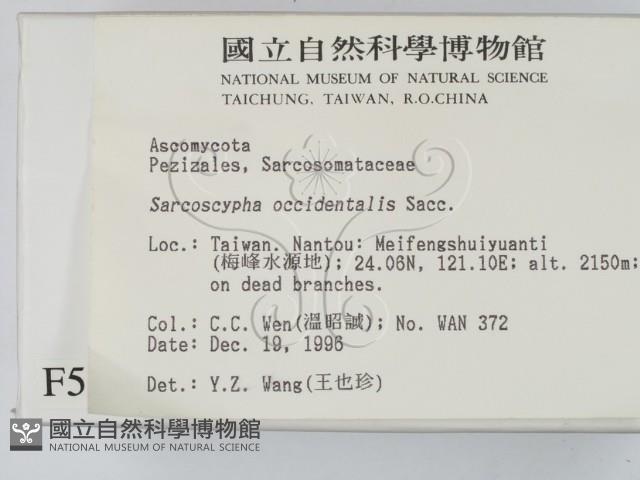 國立自然科學博物館
NATIONAL MUSEUM OF NATURAL SCIENCE
TAICHUNG, TAIWAN, R.O.CHINA
Ascomycota
Pezizales, Sarcosomataceae
Sarcoscypha occidentalis Sacc.
Loc.: Taiwan. Nantou: Meifengshuiyuanti
(梅峰水源地); 24.06N, 121.10E; alt. 2150m;
on dead branches.
Col.: C.C. Wen(溫昭誠); No. WAN 372
Date: Dec. 19, 1996
Det.: Y.Z. Wang(王也珍)
F5
國立自然科學博物館
NATIONAL MUSEUM OF NATURAL SCIENCE